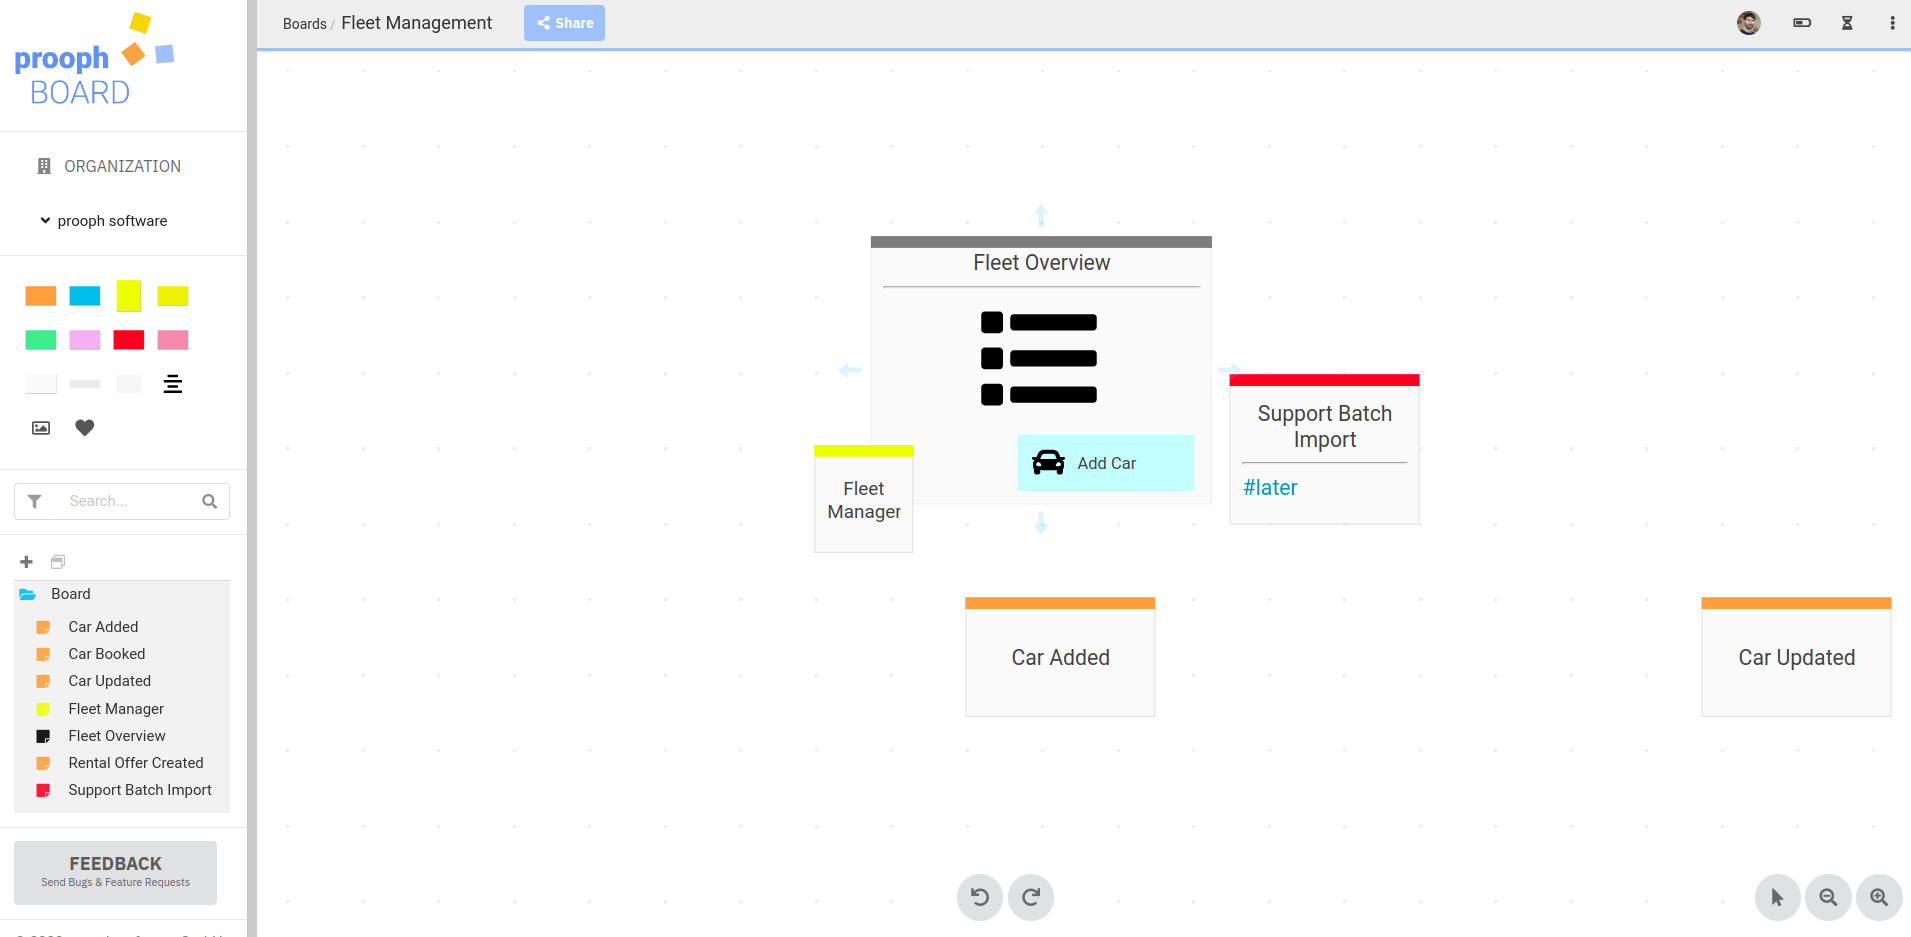 prooph
BOARD
ORGANIZATION
prooph software
Search...
Board
Car Added
Car Booked
Car Updated
Fleet Manager
Fleet Overview
Rental Offer Created
Support Batch Import
FEEDBACK
Send Bugs & Feature Requests
Boards / Fleet Management
Share
Fleet Overview
Add Car
Fleet
Manager
Support Batch
Import
#later
Car Added
Car Updated